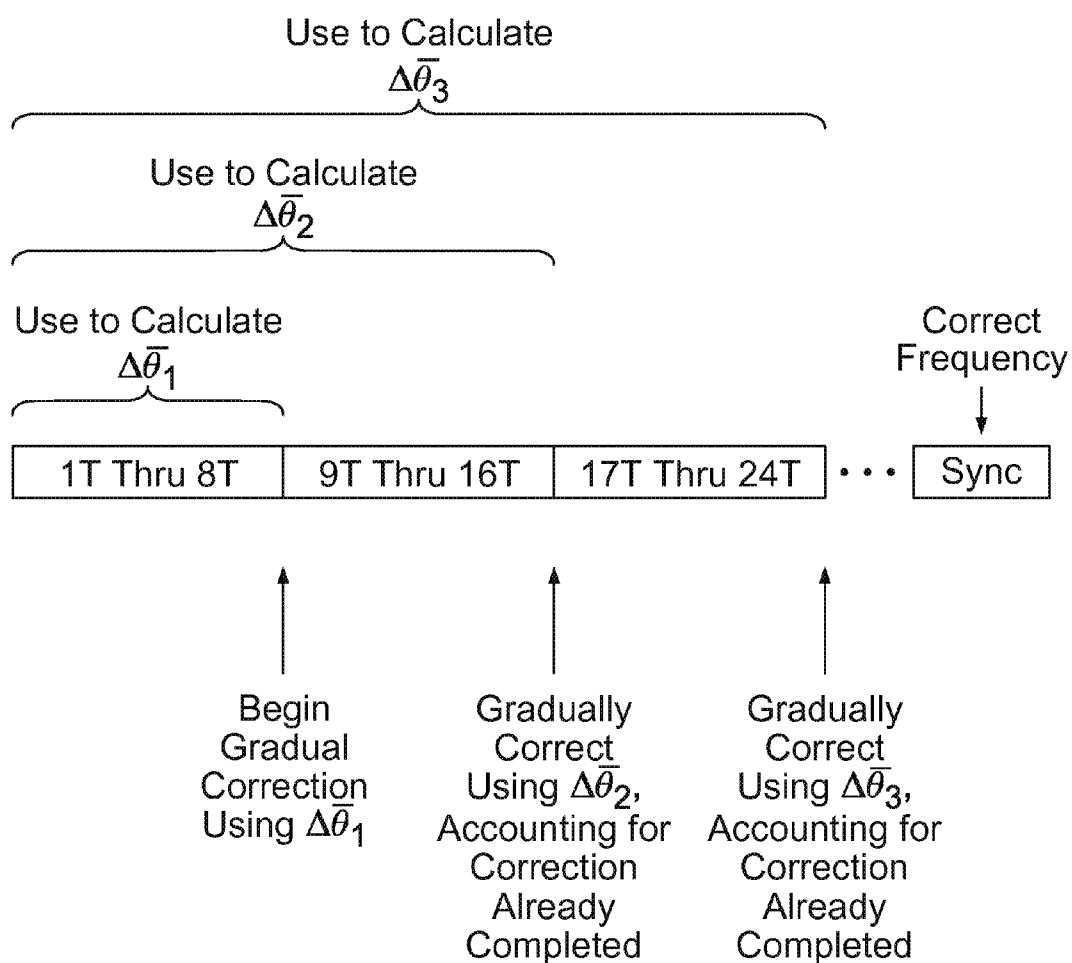 Use to Calculate
Δθ̅3
Use to Calculate
Δθ̅2
Use to Calculate
Δθ̅1
Correct
Frequency
1T Thru 8T
9T Thru 16T
17T Thru 24T
• • •
Sync
Begin
Gradual
Correction
Using Δθ̅1
Gradually
Correct
Using Δθ̅2,
Accounting for
Correction
Already
Completed
Gradually
Correct
Using Δθ̅3,
Accounting for
Correction
Already
Completed